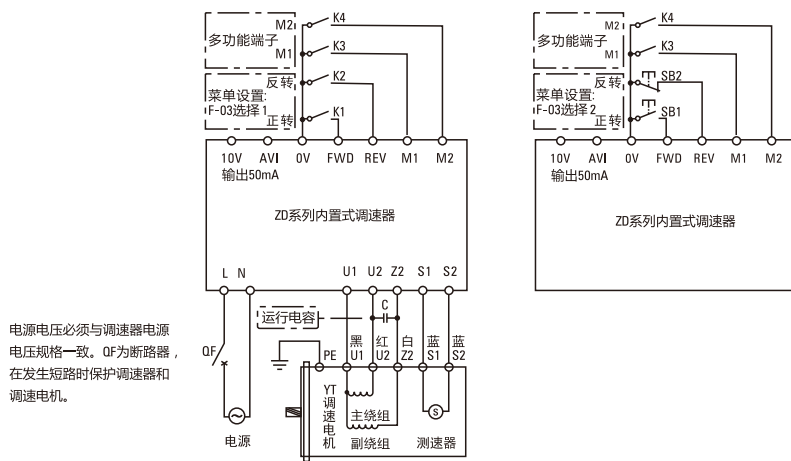 M2
K4
多功能端子
M1
K3
反转
K2
菜单设置:
F-03选择1
正转
K1
10V AVI 0V FWD REV M1 M2
输出50mA
ZD系列内置式调速器
L N U1 U2 Z2 S1 S2
运行电容
C
QF
PE
黑 红 白 蓝 蓝
U1 U2 Z2 S1 S2
YT调速电机
主绕组
副绕组
S
测速器
电源
电源电压必须与调速器电源
电压规格一致。QF为断路器，
在发生短路时保护调速器和
调速电机。
M2
K4
多功能端子
M1
K3
反转
SB2
菜单设置:
F-03选择2
正转
SB1
10V AVI 0V FWD REV M1 M2
输出50mA
ZD系列内置式调速器